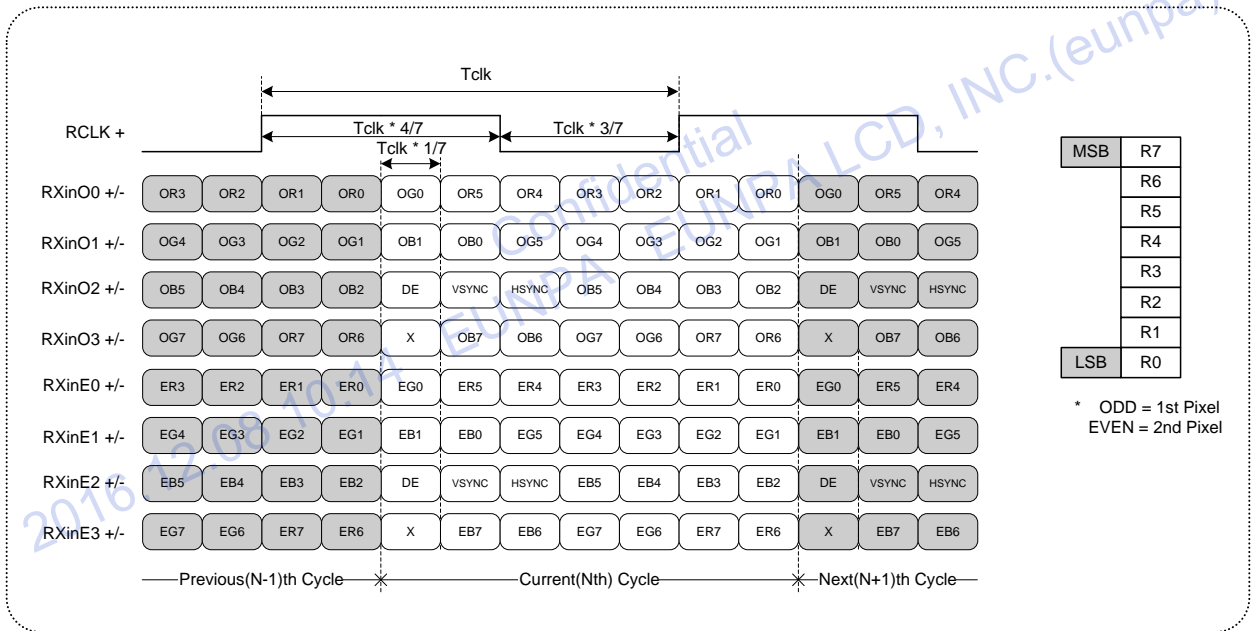 Tclk
RCLK +
Tclk * 4/7
Tclk * 3/7
Tclk * 1/7
RXinO0 +/- OR3 OR2 OR1 OR0 OG0 OR5 OR4 OR3 OR2 OR1 OR0 OG0 OR5 OR4
RXinO1 +/- OG4 OG3 OG2 OG1 OB1 OB0 OG5 OG4 OG3 OG2 OG1 OB1 OB0 OG5
RXinO2 +/- OB5 OB4 OB3 OB2 DE VSYNC HSYNC OB5 OB4 OB3 OB2 DE VSYNC HSYNC
RXinO3 +/- OG7 OG6 OR7 OR6 X OB7 OB6 OG7 OG6 OR7 OR6 X OB7 OB6
RXinE0 +/- ER3 ER2 ER1 ER0 EG0 ER5 ER4 ER3 ER2 ER1 ER0 EG0 ER5 ER4
RXinE1 +/- EG4 EG3 EG2 EG1 EB1 EB0 EG5 EG4 EG3 EG2 EG1 EB1 EB0 EG5
RXinE2 +/- EB5 EB4 EB3 EB2 DE VSYNC HSYNC EB5 EB4 EB3 EB2 DE VSYNC HSYNC
RXinE3 +/- EG7 EG6 ER7 ER6 X EB7 EB6 EG7 EG6 ER7 ER6 X EB7 EB6
Previous(N-1)th Cycle Current(Nth) Cycle Next(N+1)th Cycle
MSB R7
R6
R5
R4
R3
R2
R1
LSB R0
* ODD = 1st Pixel
EVEN = 2nd Pixel
Confidential
2016.12.08 10:14 EUNPA EUNPA LCD, INC.(eunpa)